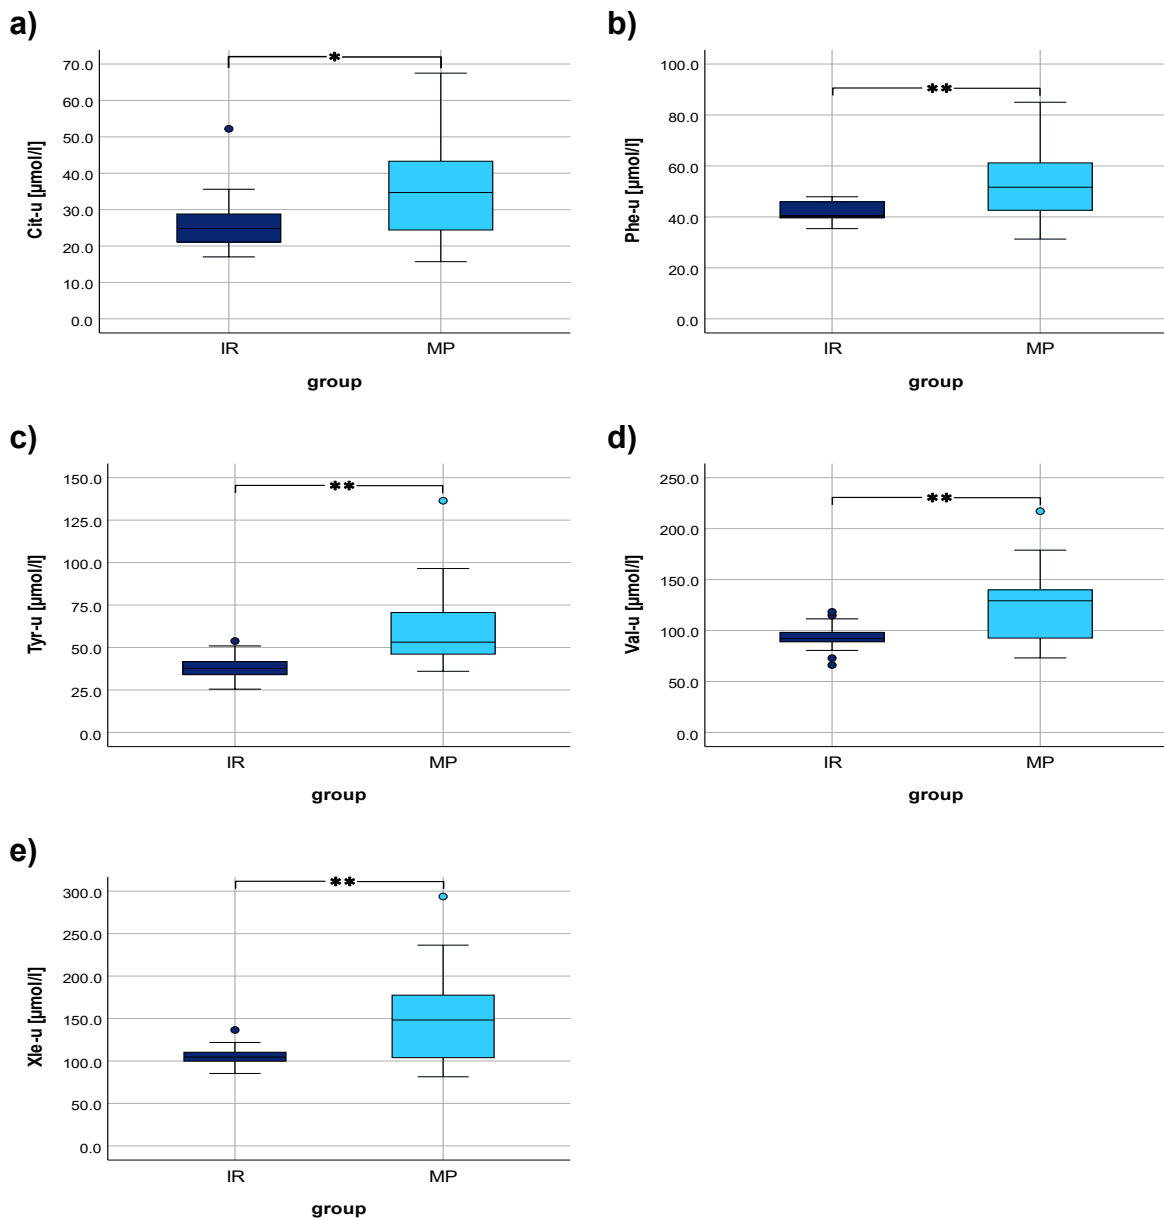 a)
*
Cit-u [µmol/l]
70.0
60.0
50.0
40.0
30.0
20.0
10.0
0.0
IR MP
group
b)
**
Phe-u [µmol/l]
100.0
80.0
60.0
40.0
20.0
0.0
IR MP
group
c)
**
Tyr-u [µmol/l]
150.0
125.0
100.0
75.0
50.0
25.0
0.0
IR MP
group
d)
**
Val-u [µmol/l]
250.0
200.0
150.0
100.0
50.0
0.0
IR MP
group
e)
**
Xle-u [µmol/l]
300.0
250.0
200.0
150.0
100.0
50.0
0.0
IR MP
group